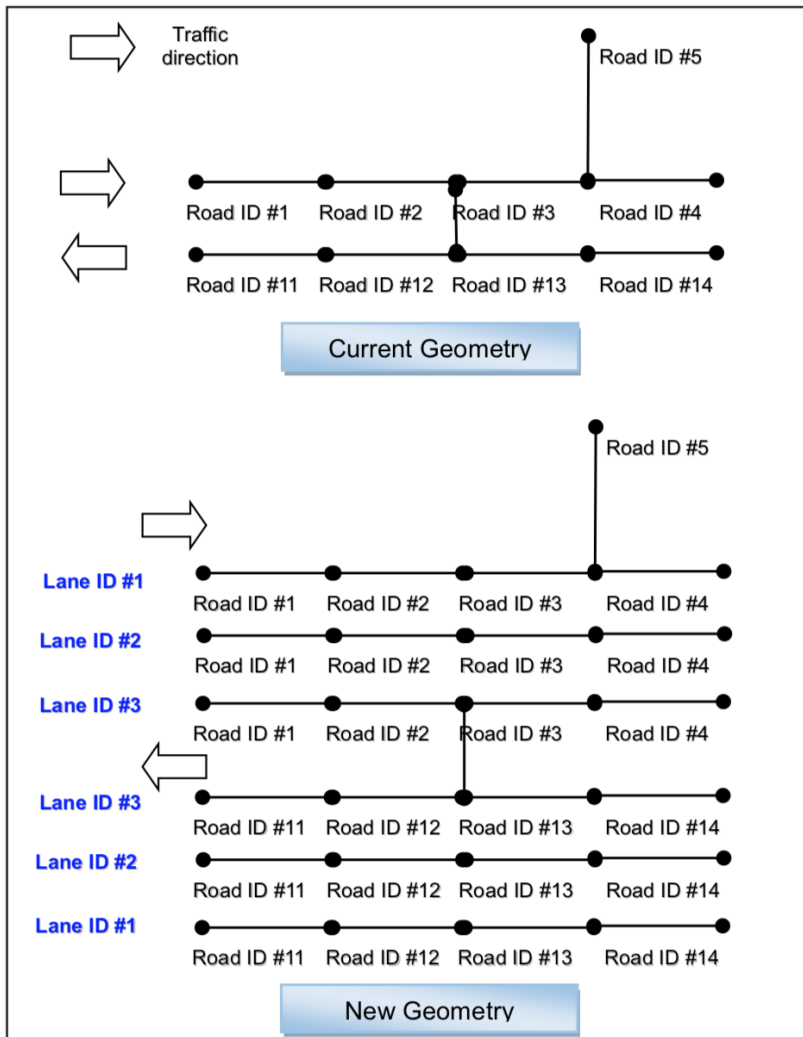 Traffic
direction
Road ID #5
Road ID #1 Road ID #2 Road ID #3 Road ID #4
Road ID #11 Road ID #12 Road ID #13 Road ID #14
Current Geometry
Road ID #5
Lane ID #1
Road ID #1 Road ID #2 Road ID #3 Road ID #4
Lane ID #2
Road ID #1 Road ID #2 Road ID #3 Road ID #4
Lane ID #3
Road ID #1 Road ID #2 Road ID #3 Road ID #4
Lane ID #3
Road ID #11 Road ID #12 Road ID #13 Road ID #14
Lane ID #2
Road ID #11 Road ID #12 Road ID #13 Road ID #14
Lane ID #1
Road ID #11 Road ID #12 Road ID #13 Road ID #14
New Geometry